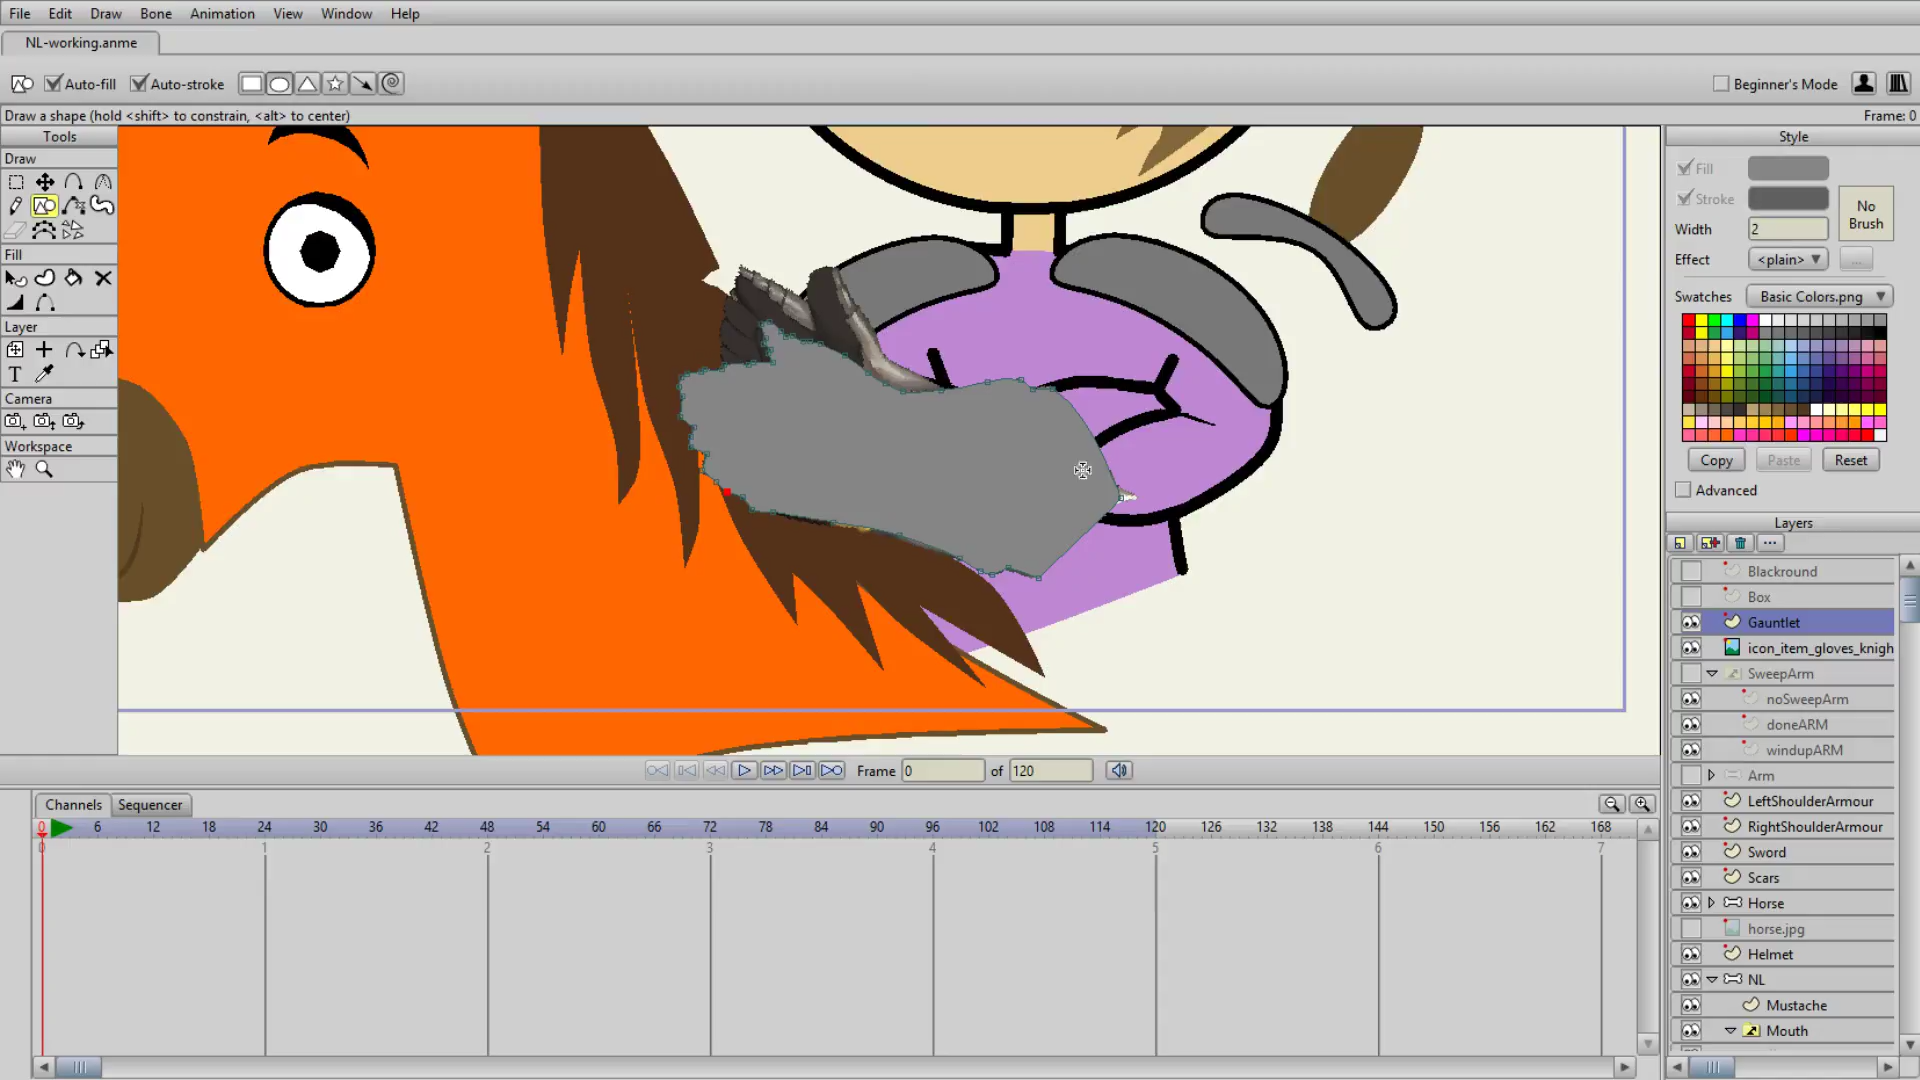 File Edit Draw Bone Animation View Window Help
NL-working.anme
Auto-fill Auto-stroke Beginner's Mode
Draw a shape (hold <shift> to constrain, <alt> to center) Frame: 0
Tools
Draw
Fill
Layer
T
Camera
Workspace
Style
Fill
Stroke
No Brush
Width 2
Effect <plain> ...
Swatches Basic Colors.png
Copy Paste Reset
Advanced
Layers
...
Blackround
Box
Gauntlet
icon_item_gloves_knigh
SweepArm
noSweepArm
doneARM
windupARM
Arm
LeftShoulderArmour
RightShoulderArmour
Sword
Scars
Horse
horse.jpg
Helmet
NL
Mustache
Mouth
Frame 0 of 120
Channels Sequencer
0 6 12 18 24 30 36 42 48 54 60 66 72 78 84 90 96 102 108 114 120 126 132 138 144 150 156 162 168
0 1 2 3 4 5 6 7